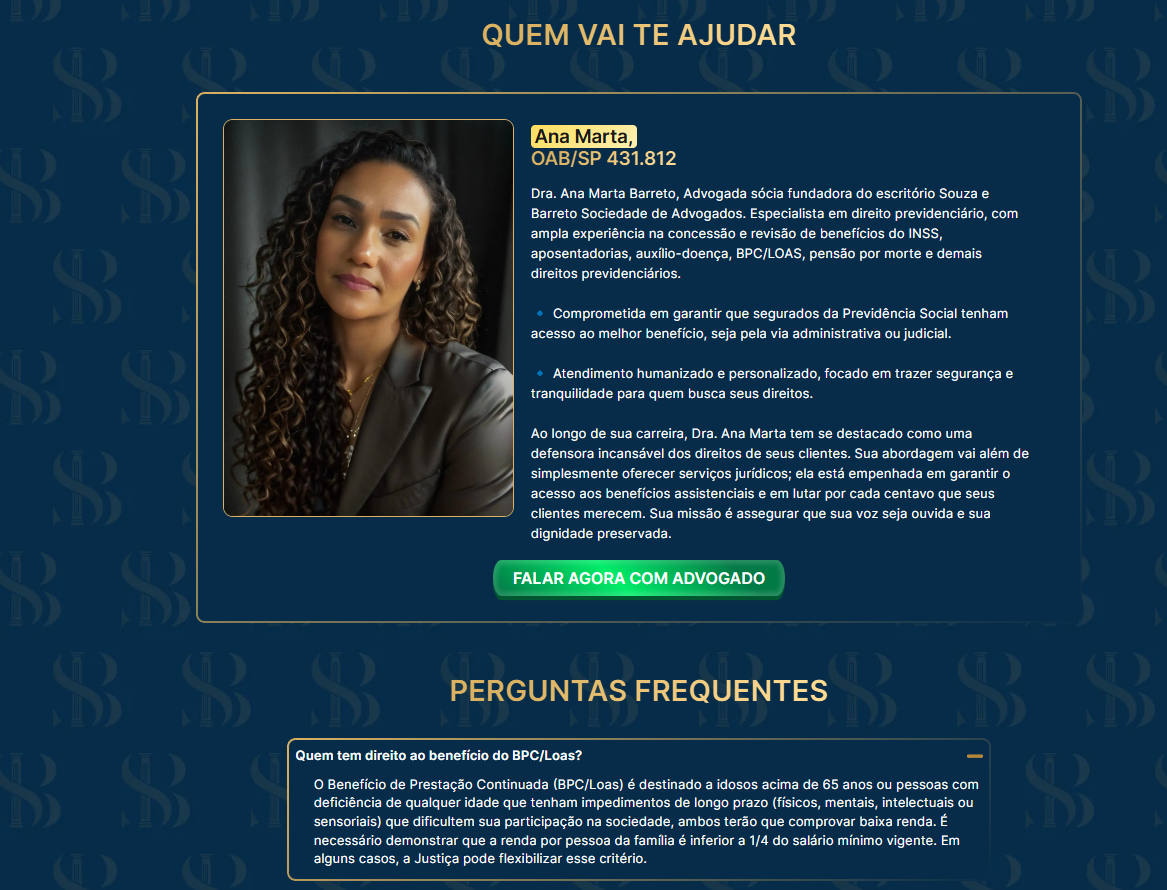 QUEM VAI TE AJUDAR
Ana Marta,
OAB/SP 431.812
Dra. Ana Marta Barreto, Advogada sócia fundadora do escritório Souza e
Barreto Sociedade de Advogados. Especialista em direito previdenciário, com
ampla experiência na concessão e revisão de benefícios do INSS,
aposentadorias, auxílio-doença, BPC/LOAS, pensão por morte e demais
direitos previdenciários.
🔹 Comprometida em garantir que segurados da Previdência Social tenham
acesso ao melhor benefício, seja pela via administrativa ou judicial.
🔹 Atendimento humanizado e personalizado, focado em trazer segurança e
tranquilidade para quem busca seus direitos.
Ao longo de sua carreira, Dra. Ana Marta tem se destacado como uma
defensora incansável dos direitos de seus clientes. Sua abordagem vai além de
simplesmente oferecer serviços jurídicos; ela está empenhada em garantir o
acesso aos benefícios assistenciais e em lutar por cada centavo que seus
clientes merecem. Sua missão é assegurar que sua voz seja ouvida e sua
dignidade preservada.
FALAR AGORA COM ADVOGADO
PERGUNTAS FREQUENTES
Quem tem direito ao benefício do BPC/Loas?
O Benefício de Prestação Continuada (BPC/Loas) é destinado a idosos acima de 65 anos ou pessoas com
deficiência de qualquer idade que tenham impedimentos de longo prazo (físicos, mentais, intelectuais ou
sensoriais) que dificultem sua participação na sociedade, ambos terão que comprovar baixa renda. É
necessário demonstrar que a renda por pessoa da família é inferior a 1/4 do salário mínimo vigente. Em
alguns casos, a Justiça pode flexibilizar esse critério.